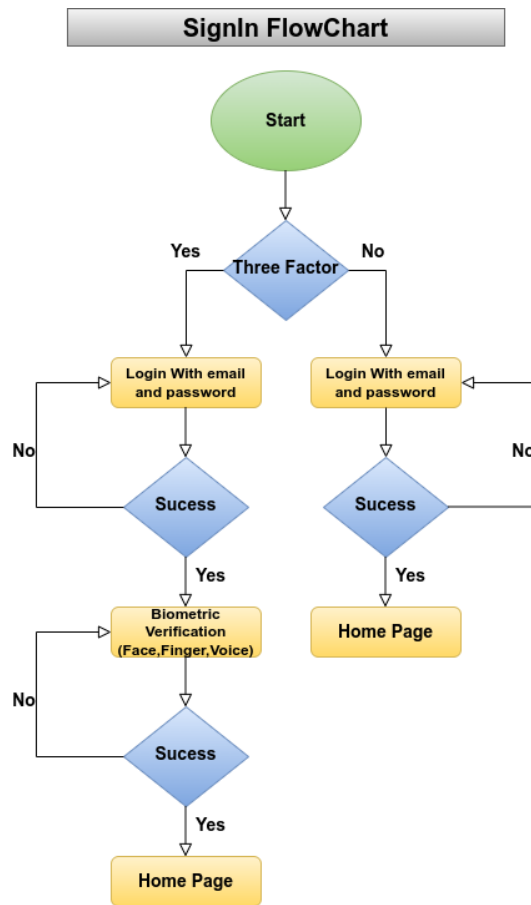 SignIn FlowChart
Start
Yes
No
Three Factor
Login With email
and password
Login With email
and password
No
No
Sucess
Sucess
Yes
Yes
Biometric
Verification
(Face,Finger,Voice)
Home Page
No
Sucess
Yes
Home Page